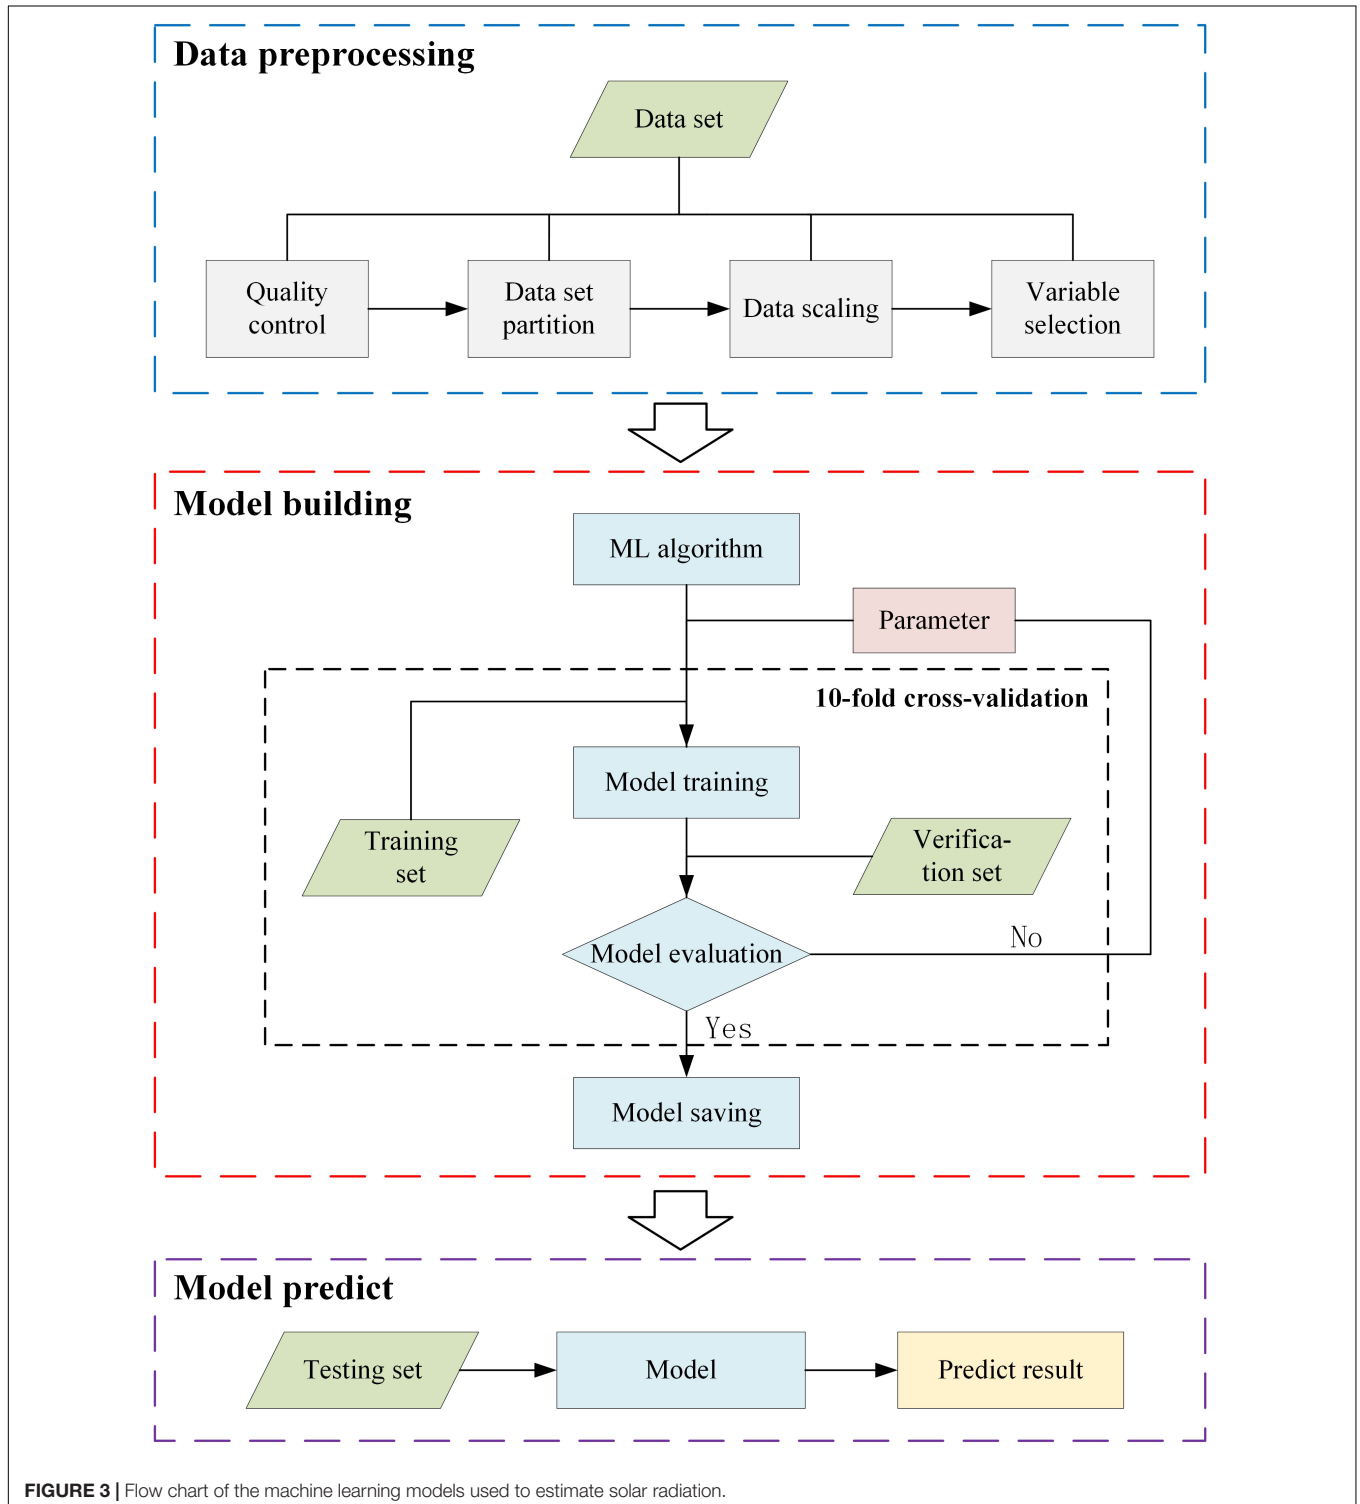 Data preprocessing
Data set
Quality
control
Data set
partition
Data scaling
Variable
selection
Model building
ML algorithm
Parameter
10-fold cross-validation
Model training
Training
set
Verifica-
tion set
Model evaluation
No
Yes
Model saving
Model predict
Testing set
Model
Predict result
FIGURE 3 | Flow chart of the machine learning models used to estimate solar radiation.